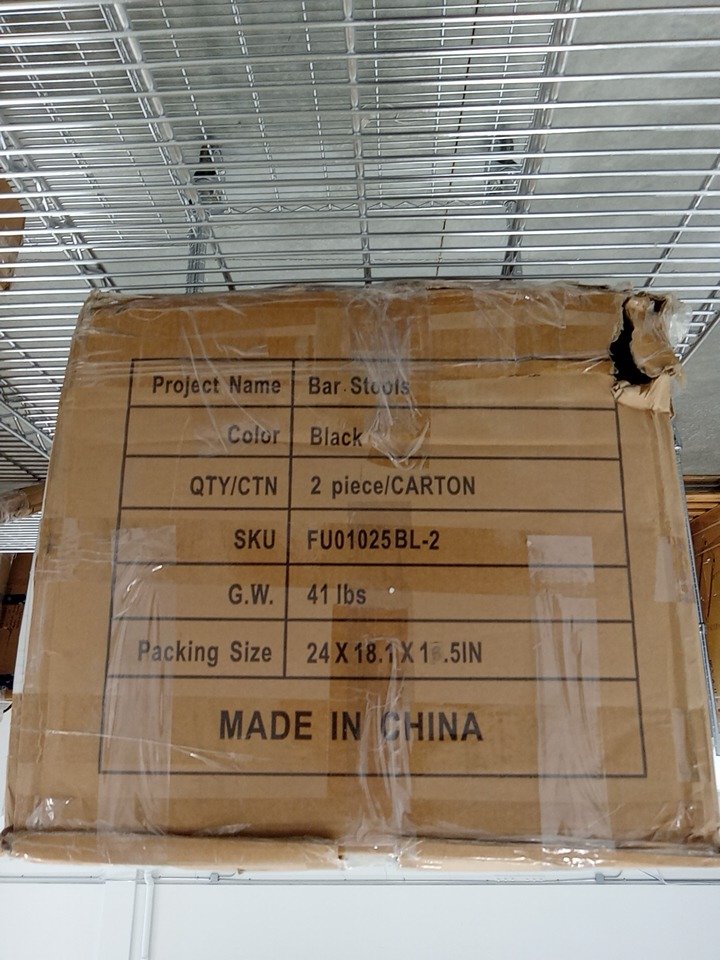 Project Name Bar Stools
Color Black
QTY/CTN 2 piece/CARTON
SKU FU01025BL-2
G.W. 41 lbs
Packing Size 24 X 18.1 X
MADE IN CHINA